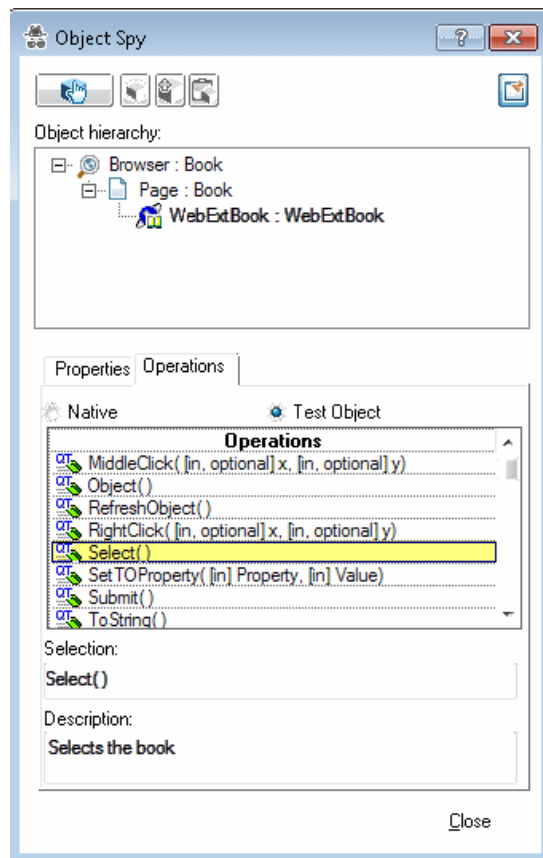 Object Spy
Object hierarchy:
Browser : Book
Page : Book
WebExtBook : WebExtBook
Properties Operations
Native Test Object
Operations
MiddleClick( [in, optional] x, [in, optional] y)
Object( )
RefreshObject( )
RightClick( [in, optional] x, [in, optional] y)
Select( )
SetTOProperty( [in] Property, [in] Value)
Submit( )
ToString( )
Selection:
Select( )
Description:
Selects the book
Close